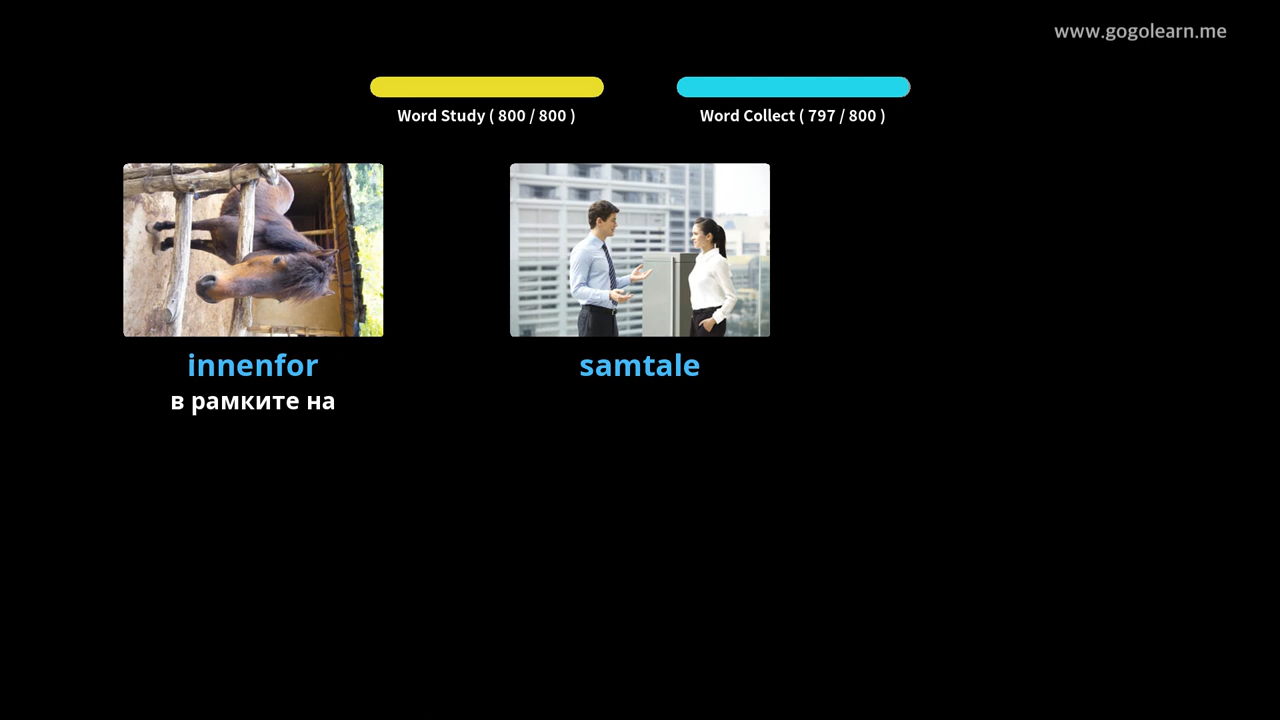 www.gogolearn.me
Word Study ( 800 / 800 )
Word Collect ( 797 / 800 )
innenfor
в рамките на
samtale